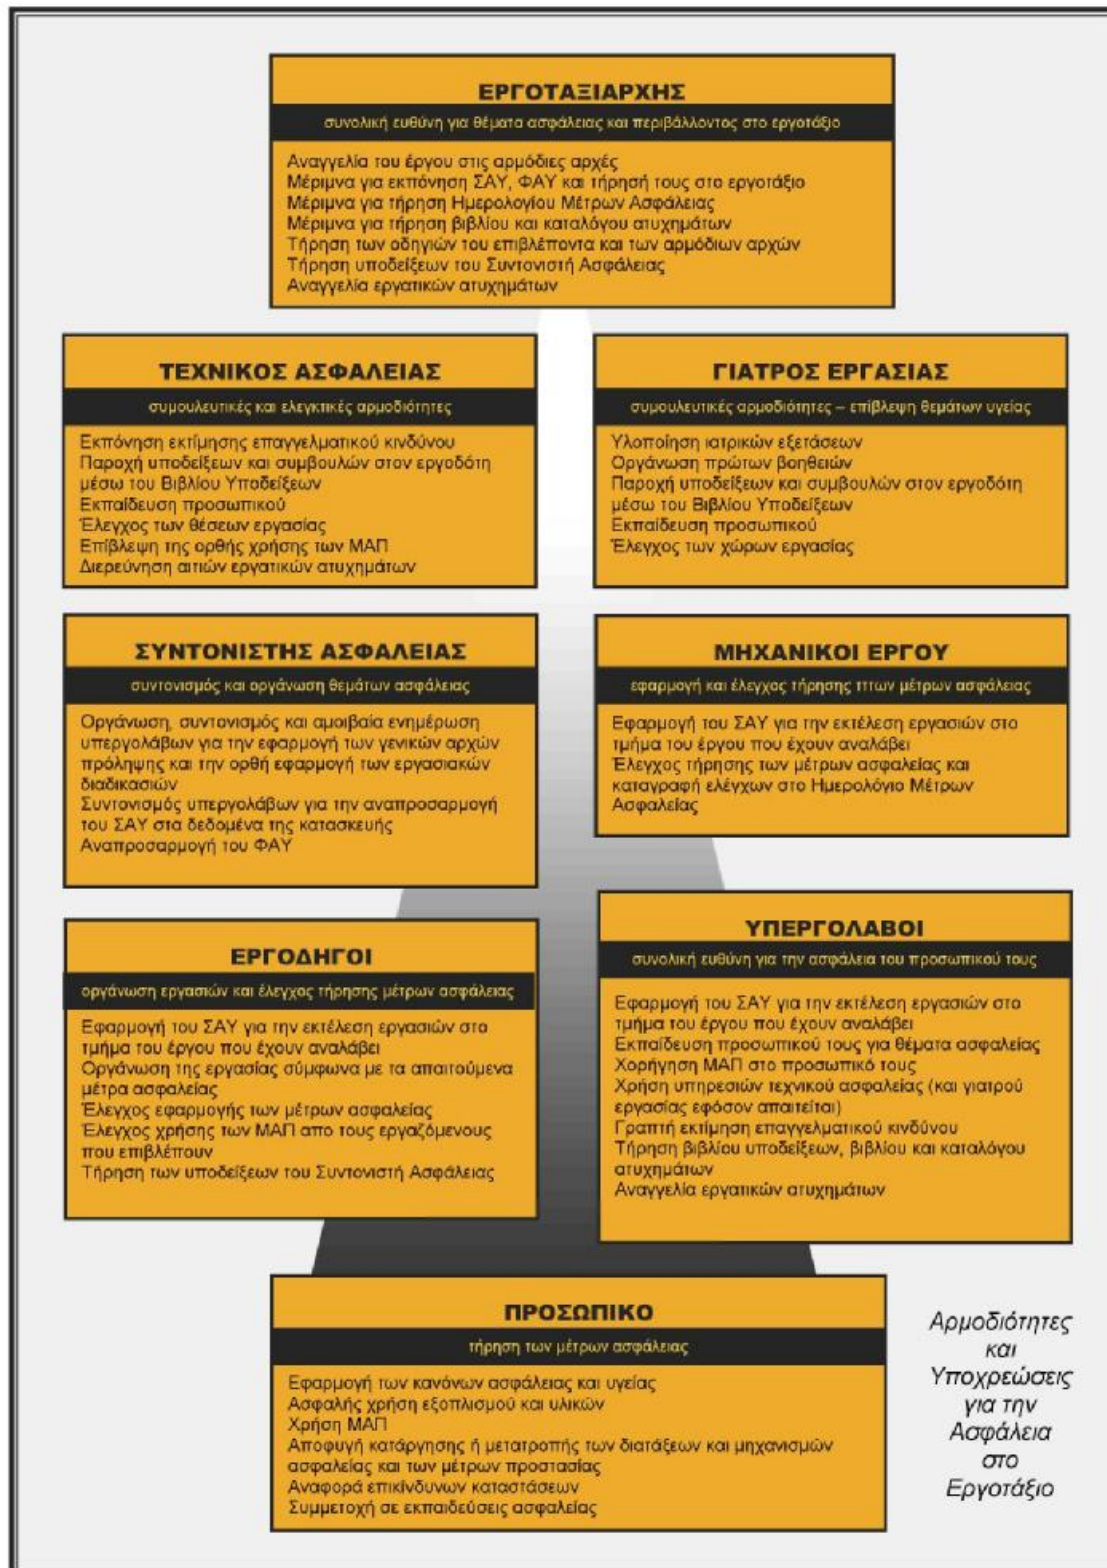 ΕΡΓΟΤΑΞΙΑΡΧΗΣ
συνολική ευθύνη για θέματα ασφάλειας και περιβάλλοντος στο εργοτάξιο
Αναγγελία του έργου στις αρμόδιες αρχές
Μέριμνα για εκπόνηση ΣΑΥ, ΦΑΥ και τήρησή τους στο εργοτάξιο
Μέριμνα για τήρηση Ημερολογίου Μέτρων Ασφάλειας
Μέριμνα για τήρηση βιβλίου και καταλόγου ατυχημάτων
Τήρηση των οδηγιών του επιβλέποντα και των αρμόδιων αρχών
Τήρηση υποδείξεων του Συντονιστή Ασφάλειας
Αναγγελία εργατικών ατυχημάτων
ΤΕΧΝΙΚΟΣ ΑΣΦΑΛΕΙΑΣ
συμουλευτικές και ελεγκτικές αρμοδιότητες
Εκπόνηση εκτίμησης επαγγελματικού κινδύνου
Παροχή υποδείξεων και συμβουλών στον εργοδότη
μέσω του Βιβλίου Υποδείξεων
Εκπαίδευση προσωπικού
Έλεγχος των θέσεων εργασίας
Επίβλεψη της ορθής χρήσης των ΜΑΠ
Διερεύνηση αιτιών εργατικών ατυχημάτων
ΓΙΑΤΡΟΣ ΕΡΓΑΣΙΑΣ
συμουλευτικές αρμοδιότητες – επίβλεψη θεμάτων υγείας
Υλοποίηση ιατρικών εξετάσεων
Οργάνωση πρώτων βοηθειών
Παροχή υποδείξεων και συμβουλών στον εργοδότη
μέσω του Βιβλίου Υποδείξεων
Εκπαίδευση προσωπικού
Έλεγχος των χώρων εργασίας
ΣΥΝΤΟΝΙΣΤΗΣ ΑΣΦΑΛΕΙΑΣ
συντονισμός και οργάνωση θεμάτων ασφάλειας
Οργάνωση, συντονισμός και αμοιβαία ενημέρωση
υπεργολάβων για την εφαρμογή των γενικών αρχών
πρόληψης και την ορθή εφαρμογή των εργασιακών
διαδικασιών
Συντονισμός υπεργολάβων για την αναπροσαρμογή
του ΣΑΥ στα δεδομένα της κατασκευής
Αναπροσαρμογή του ΦΑΥ
ΜΗΧΑΝΙΚΟΙ ΕΡΓΟΥ
εφαρμογή και έλεγχος τήρησης τττων μέτρων ασφάλειας
Εφαρμογή του ΣΑΥ για την εκτέλεση εργασιών στο
τμήμα του έργου που έχουν αναλάβει
Έλεγχος τήρησης των μέτρων ασφαλείας και
καταγραφή ελέγχων στο Ημερολόγιο Μέτρων
Ασφαλείας
ΕΡΓΟΔΗΓΟΙ
οργάνωση εργασιών και έλεγχος τήρησης μέτρων ασφάλειας
Εφαρμογή του ΣΑΥ για την εκτέλεση εργασιών στο
τμήμα του έργου που έχουν αναλάβει
Οργάνωση της εργασίας σύμφωνα με τα απαιτούμενα
μέτρα ασφαλείας
Έλεγχος εφαρμογής των μέτρων ασφαλείας
Έλεγχος χρήσης των ΜΑΠ απο τους εργαζόμενους
που επιβλέπουν
Τήρηση των υποδείξεων του Συντονιστή Ασφάλειας
ΥΠΕΡΓΟΛΑΒΟΙ
συνολική ευθύνη για την ασφάλεια του προσωπικού τους
Εφαρμογή του ΣΑΥ για την εκτέλεση εργασιών στο
τμήμα του έργου που έχουν αναλάβει
Εκπαίδευση προσωπικού τους για θέματα ασφαλείας
Χορήγηση ΜΑΠ στο προσωπικό τους
Χρήση υπηρεσιών τεχνικού ασφαλείας (και γιατρού
εργασίας εφόσον απαιτείται)
Γραπτή εκτίμηση επαγγελματικού κινδύνου
Τήρηση βιβλίου υποδείξεων, βιβλίου και καταλόγου
ατυχημάτων
Αναγγελία εργατικών ατυχημάτων
ΠΡΟΣΩΠΙΚΟ
τήρηση των μέτρων ασφάλειας
Εφαρμογή των κανόνων ασφάλειας και υγείας
Ασφαλής χρήση εξοπλισμού και υλικών
Χρήση ΜΑΠ
Αποφυγή κατάργησης ή μετατροπής των διατάξεων και μηχανισμών
ασφαλείας και των μέτρων προστασίας
Αναφορά επικίνδυνων καταστάσεων
Συμμετοχή σε εκπαιδεύσεις ασφαλείας
Αρμοδιότητες
και
Υποχρεώσεις
για την
Ασφάλεια
στο
Εργοτάξιο